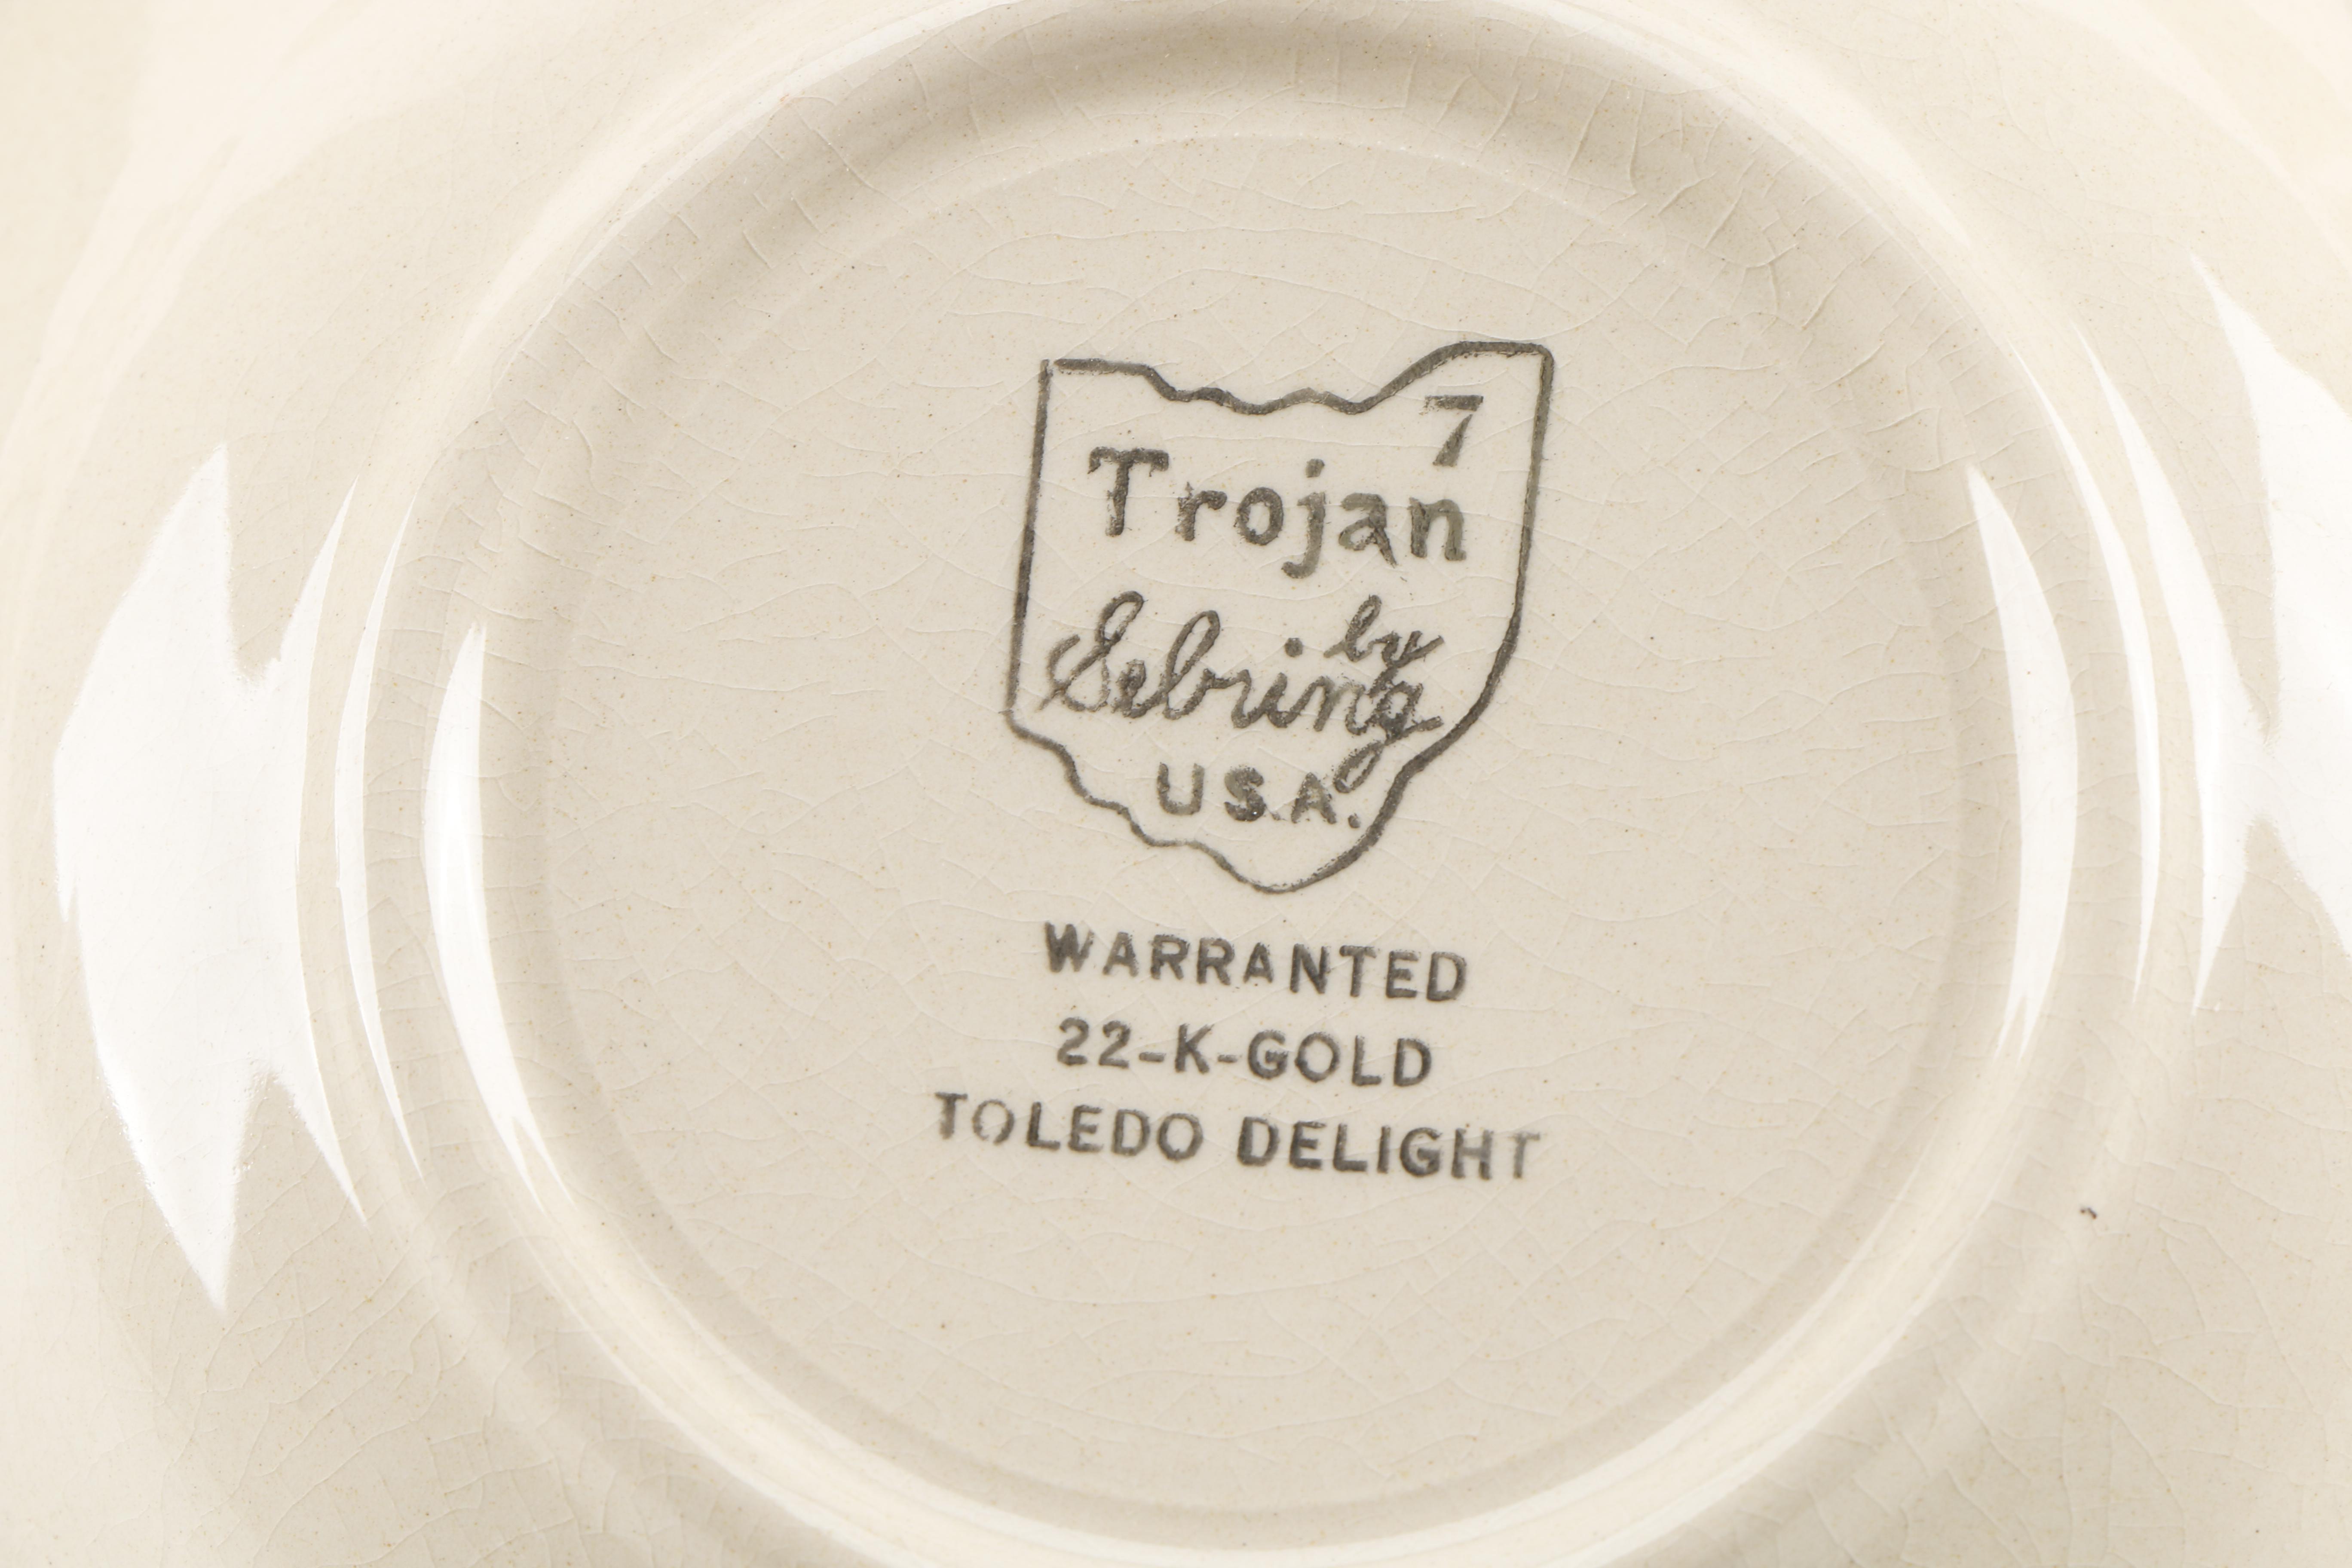 7
Trojan
by
Sebring
U.S.A.
WARRANTED
22-K-GOLD
TOLEDO DELIGHT